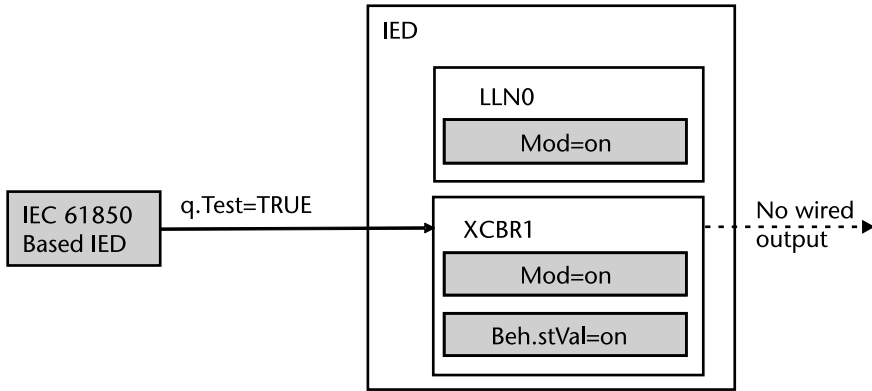 IED
LLN0
Mod=on
IEC 61850
Based IED
q.Test=TRUE
XCBR1
Mod=on
Beh.stVal=on
No wired
output